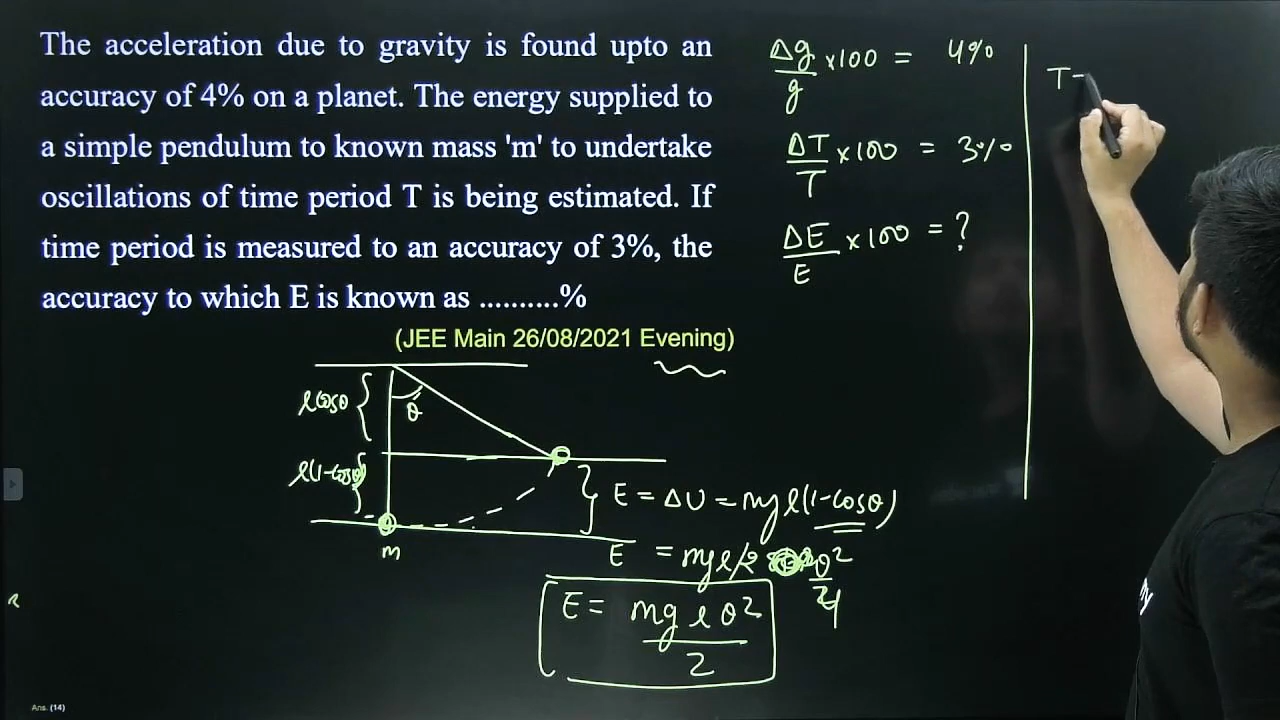 The acceleration due to gravity is found upto an
accuracy of 4% on a planet. The energy supplied to
a simple pendulum to known mass 'm' to undertake
oscillations of time period T is being estimated. If
time period is measured to an accuracy of 3%, the
accuracy to which E is known as ..........%
(JEE Main 26/08/2021 Evening)
Δg/g ×100 = 4%
ΔT/T ×100 = 3%
ΔE/E ×100 = ?
T =
ℓcosθ
θ
ℓ(1-cosθ)
m
E = ΔU = mgℓ(1-cosθ)
E = mgℓ 2 θ²/4
E = mgℓθ²/2
Ans. (14)